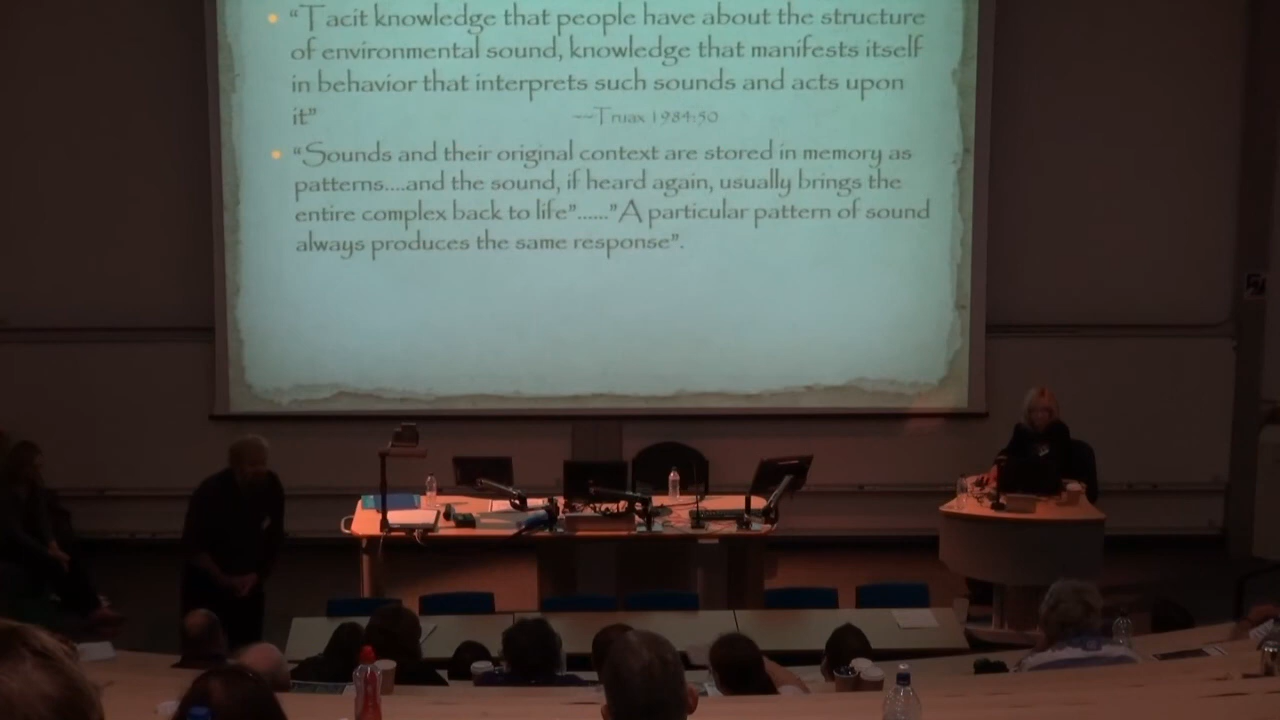 • “Tacit knowledge that people have about the structure
of environmental sound, knowledge that manifests itself
in behavior that interprets such sounds and acts upon
it” ~~Truax 1984:50
• “Sounds and their original context are stored in memory as
patterns....and the sound, if heard again, usually brings the
entire complex back to life”......”A particular pattern of sound
always produces the same response”.